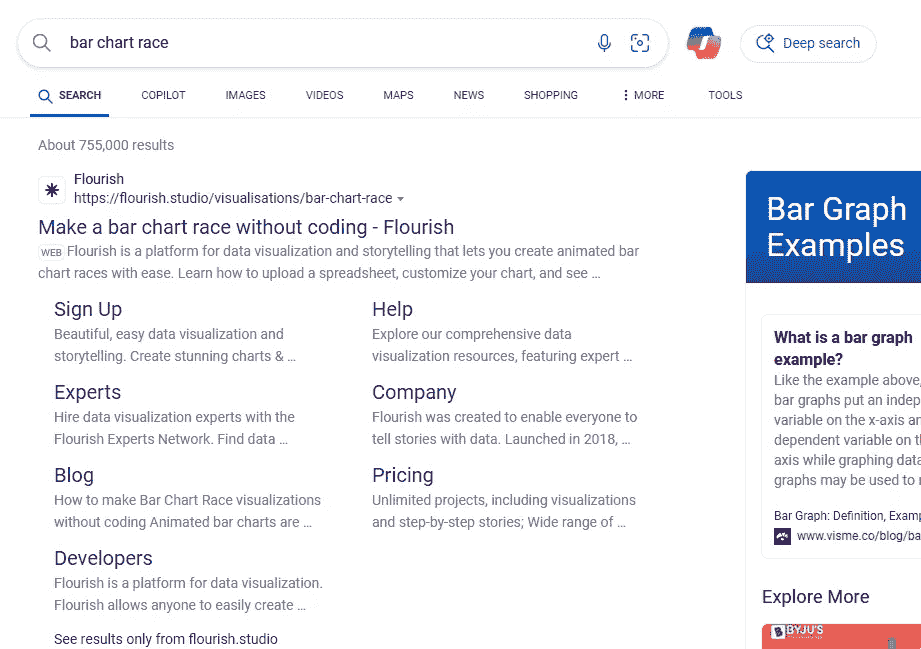 bar chart race
Deep search
SEARCH
COPILOT
IMAGES
VIDEOS
MAPS
NEWS
SHOPPING
MORE
TOOLS
About 755,000 results
Flourish
https://flourish.studio/visualisations/bar-chart-race
Make a bar chart race without coding - Flourish
WEB Flourish is a platform for data visualization and storytelling that lets you create animated bar
chart races with ease. Learn how to upload a spreadsheet, customize your chart, and see ...
Sign Up
Beautiful, easy data visualization and
storytelling. Create stunning charts & ...
Help
Explore our comprehensive data
visualization resources, featuring expert ...
Experts
Hire data visualization experts with the
Flourish Experts Network. Find data ...
Company
Flourish was created to enable everyone to
tell stories with data. Launched in 2018, ...
Blog
How to make Bar Chart Race visualizations
without coding Animated bar charts are ...
Pricing
Unlimited projects, including visualizations
and step-by-step stories; Wide range of ...
Developers
Flourish is a platform for data visualization.
Flourish allows anyone to easily create ...
See results only from flourish.studio
Bar Graph
Examples
What is a bar graph
example?
Like the example above,
bar graphs put an indep
variable on the x-axis an
dependent variable on t
axis while graphing data
graphs may be used to
Bar Graph: Definition, Examp
www.visme.co/blog/ba
Explore More
BYJU'S